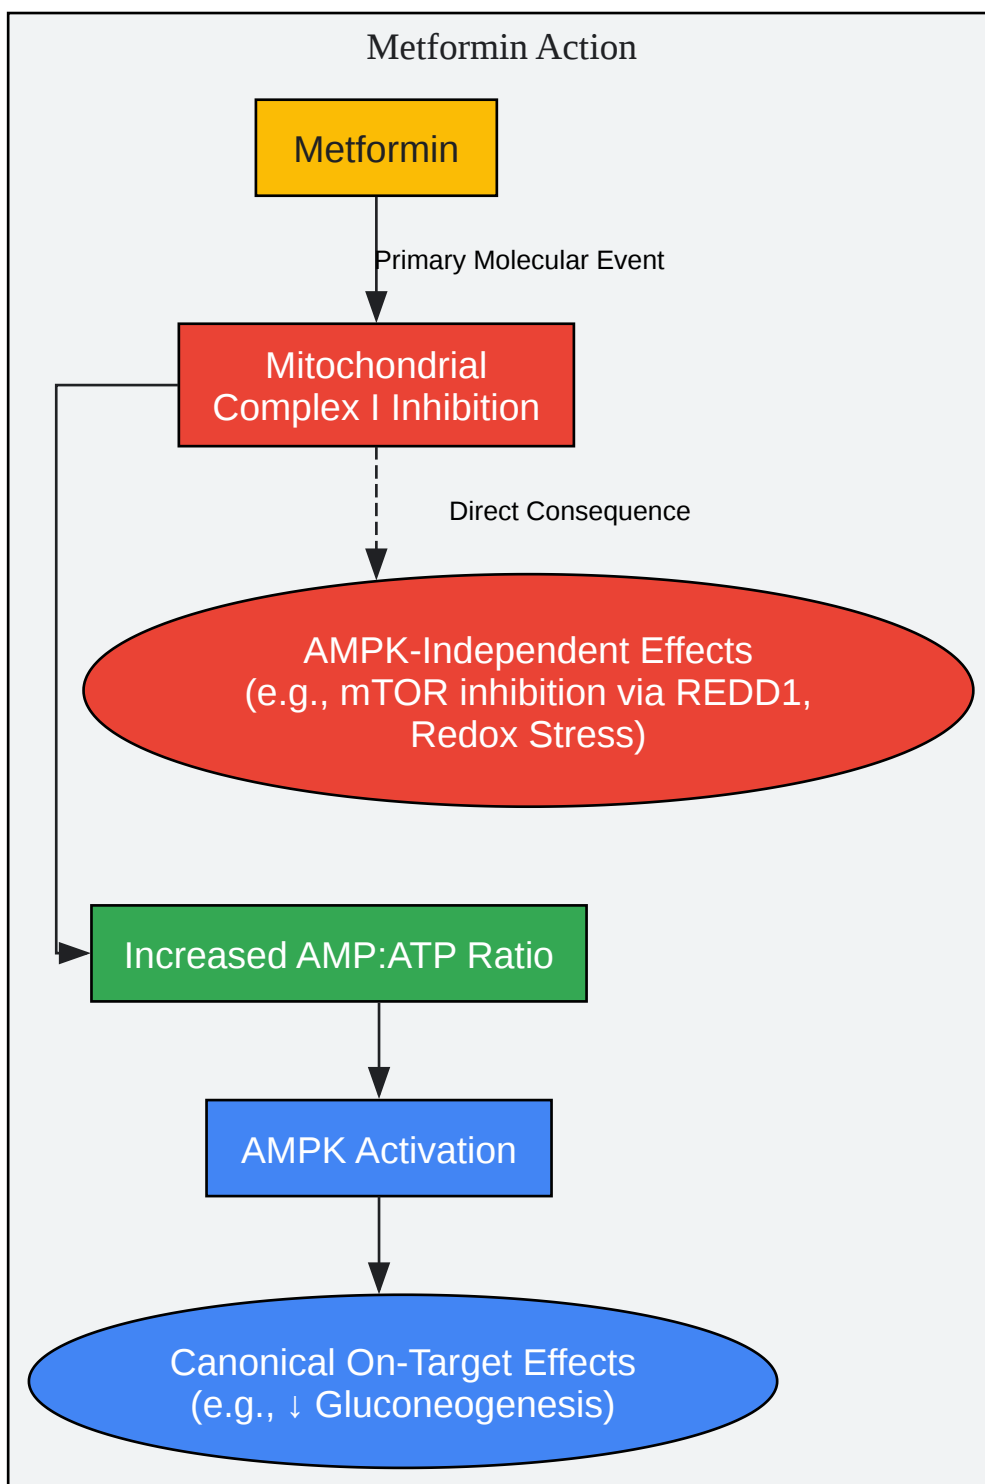 Metformin Action
Metformin
Primary Molecular Event
Mitochondrial
Complex I Inhibition
Direct Consequence
AMPK-Independent Effects
(e.g., mTOR inhibition via REDD1,
Redox Stress)
Increased AMP:ATP Ratio
AMPK Activation
Canonical On-Target Effects
(e.g., ↓ Gluconeogenesis)